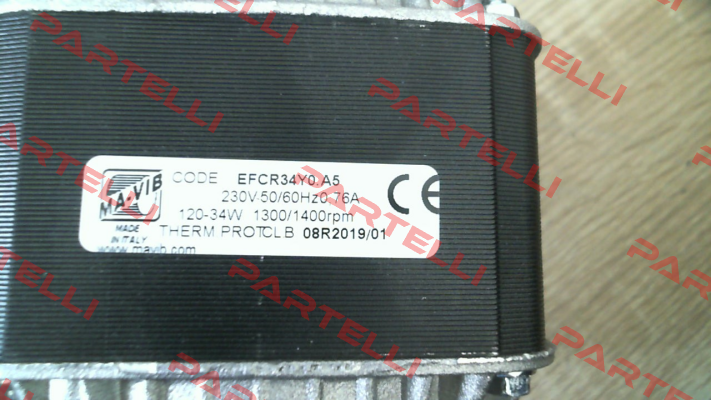 MA-VIB
MADE
IN ITALY
www.mavib.com
CODE EFCR34Y0 A5
230V 50/60Hz 0.76A
120-34W 1300/1400rpm
THERM PROT CL B 08R2019/01
CE
PARTELLI
PARTELLI
PARTELLI
PARTELLI
PARTELLI
PARTELLI
PARTELLI
PARTELLI